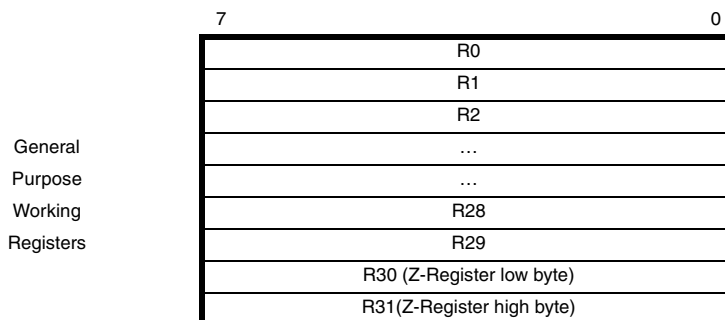 7 0
R0
R1
R2
General …
Purpose …
Working R28
Registers R29
R30 (Z-Register low byte)
R31(Z-Register high byte)